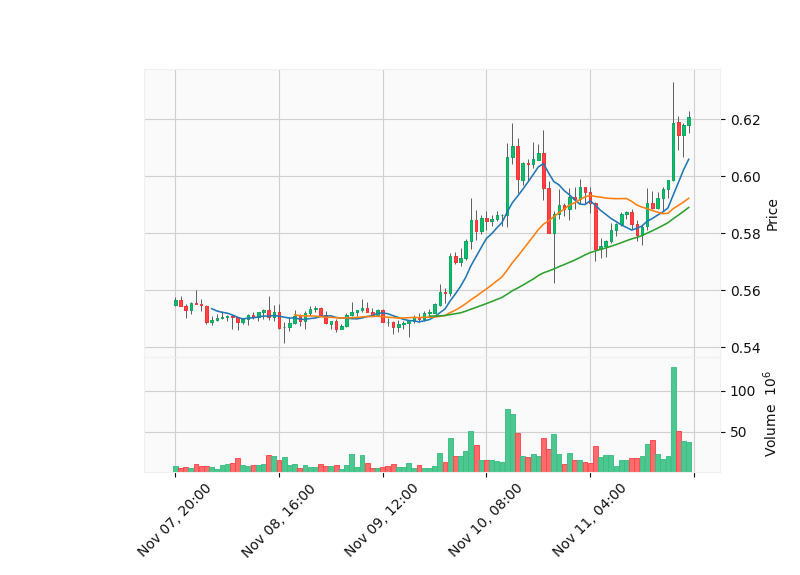 0.62
0.60
0.58
0.56
0.54
Price
100
50
Volume 10^6
Nov 07, 20:00
Nov 08, 16:00
Nov 09, 12:00
Nov 10, 08:00
Nov 11, 04:00